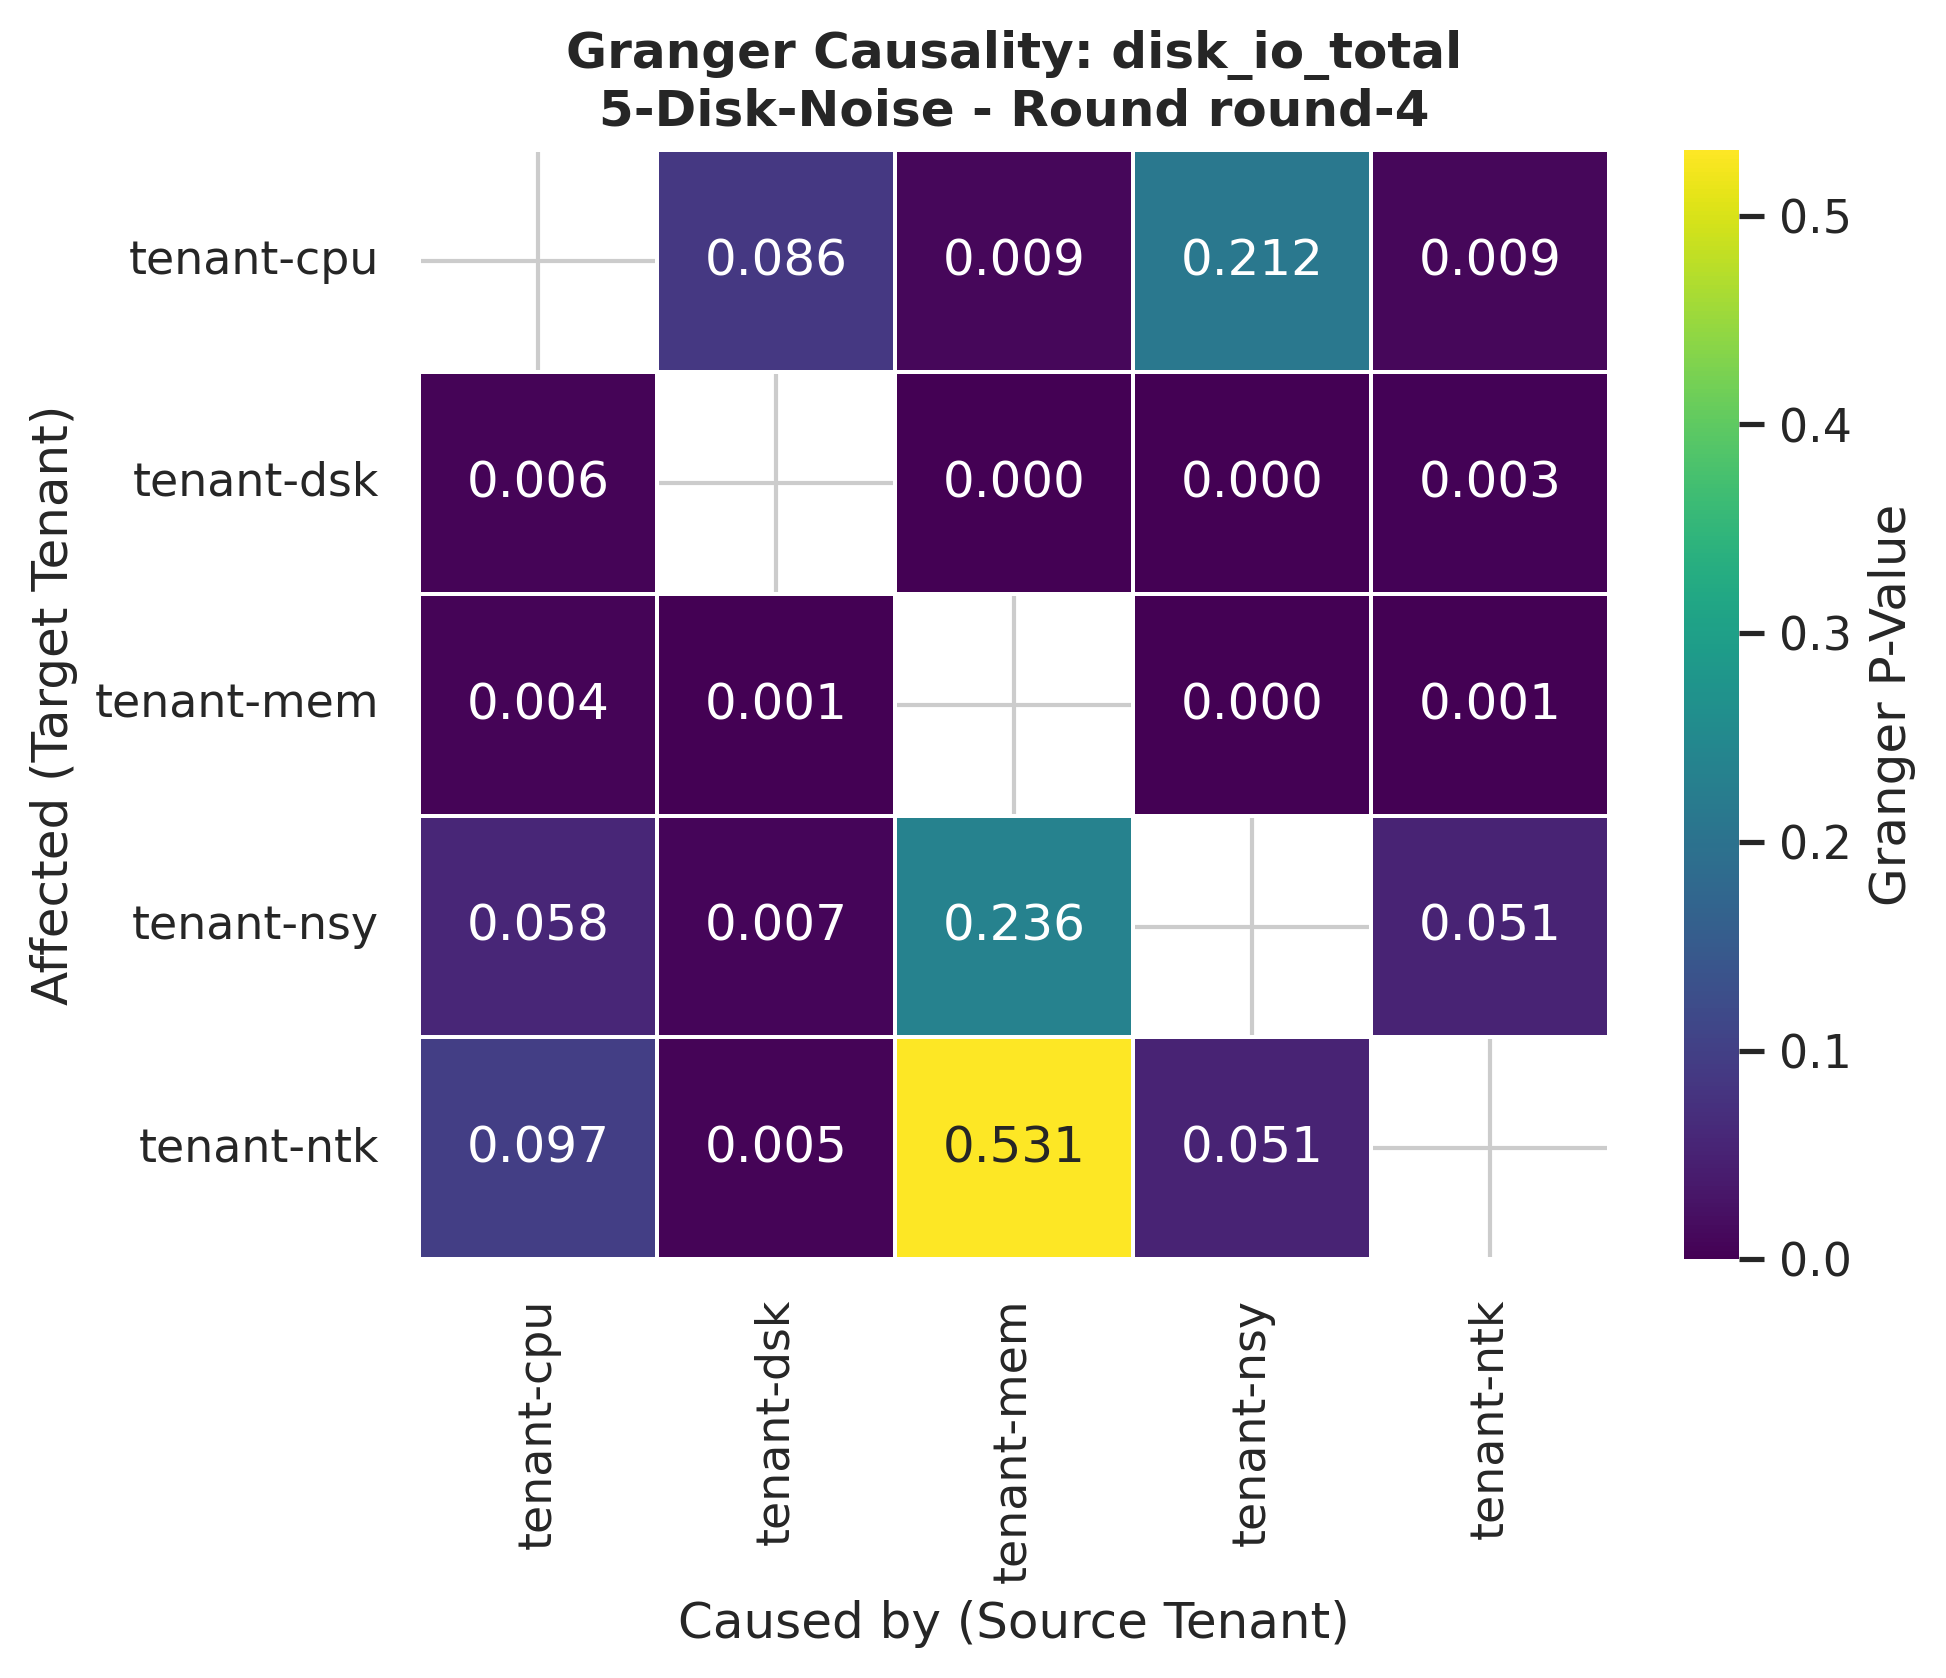 Granger Causality: disk_io_total
5-Disk-Noise - Round round-4
Affected (Target Tenant)
tenant-cpu
0.086
0.009
0.212
0.009
tenant-dsk
0.006
0.000
0.000
0.003
tenant-mem
0.004
0.001
0.000
0.001
tenant-nsy
0.058
0.007
0.236
0.051
tenant-ntk
0.097
0.005
0.531
0.051
tenant-cpu
tenant-dsk
tenant-mem
tenant-nsy
tenant-ntk
Caused by (Source Tenant)
0.5
0.4
0.3
0.2
0.1
0.0
Granger P-Value